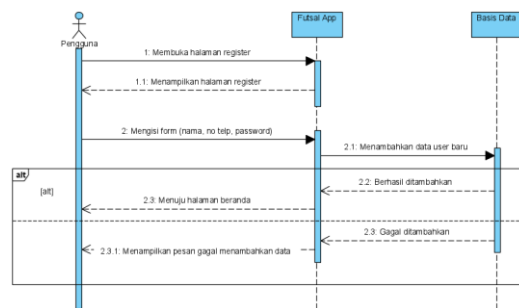 Futsal App
Basis Data
Pengguna
1: Membuka halaman register
1.1: Menampilkan halaman register
2: Mengisi form (nama, no telp, password)
2.1: Menambahkan data user baru
alt
[alt]
2.2: Berhasil ditambahkan
2.3: Menuju halaman beranda
2.3: Gagal ditambahkan
2.3.1: Menampilkan pesan gagal menambahkan data